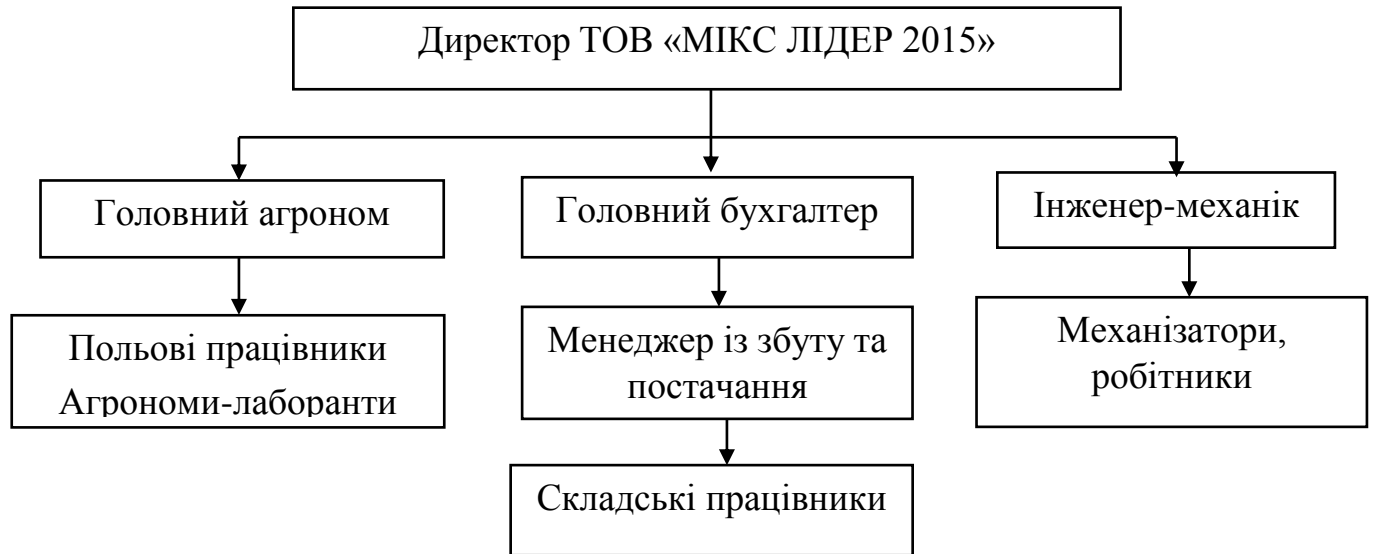 Директор ТОВ «МІКС ЛІДЕР 2015»
Головний агроном
Головний бухгалтер
Інженер-механік
Польові працівники
Агрономи-лаборанти
Менеджер із збуту та
постачання
Механізатори,
робітники
Складські працівники